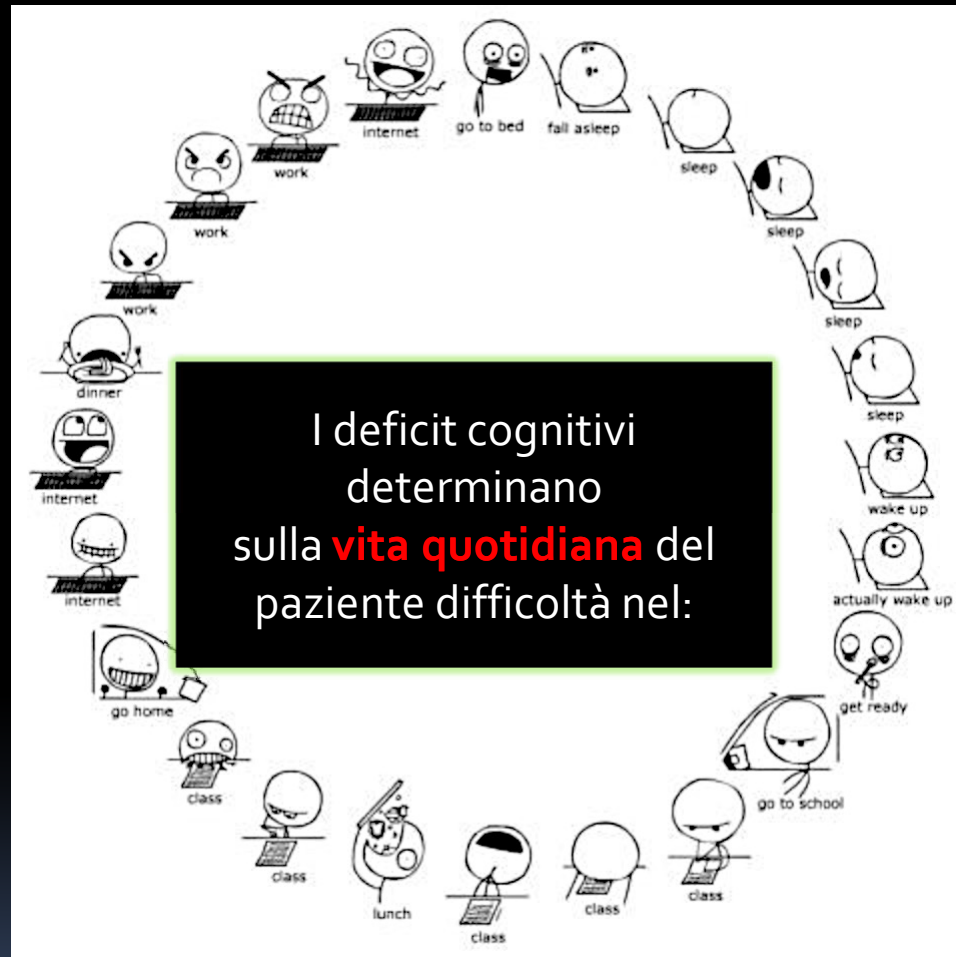 internet
go to bed
fall asleep
sleep
sleep
sleep
sleep
wake up
actually wake up
get ready
go to school
class
class
class
lunch
class
class
go home
internet
internet
dinner
work
work
work
I deficit cognitivi
determinano
sulla vita quotidiana del
paziente difficoltà nel: